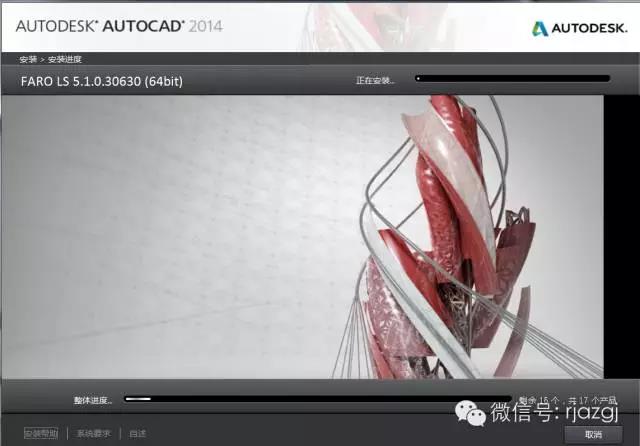 AUTODESK® AUTOCAD® 2014
AUTODESK.
安装 > 安装进度
FARO LS 5.1.0.30630 (64bit)
正在安装..
整体进度..
剩余 16 个，共 17 个产品
微信号: rjazgj
安装帮助 | 系统要求 | 自述
取消